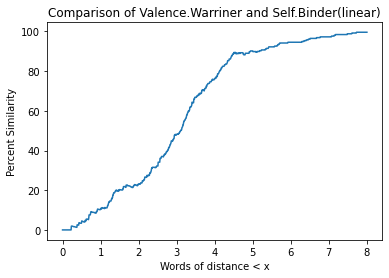 Comparison of Valence.Warriner and Self.Binder(linear)
Percent Similarity
100
80
60
40
20
0
0 1 2 3 4 5 6 7 8
Words of distance < x